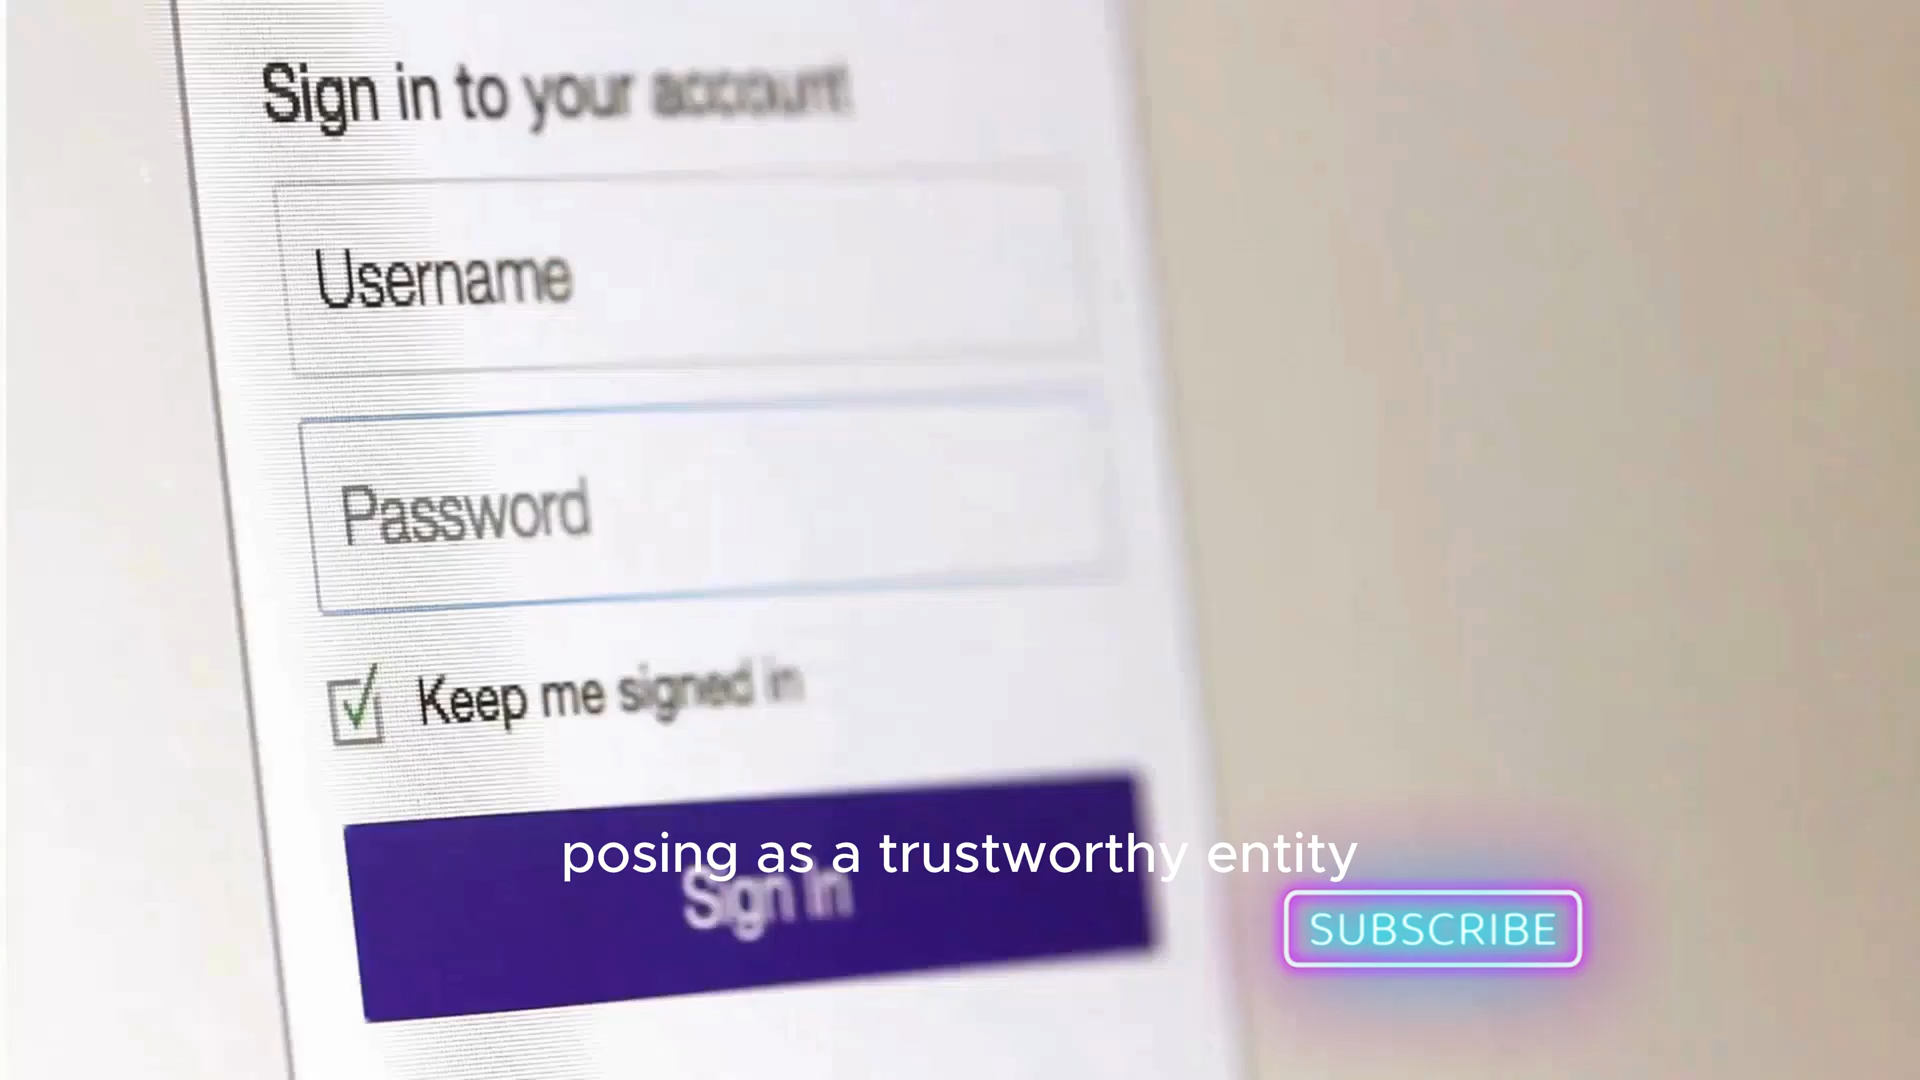 Sign in to your account
Username
Password
Keep me signed in
posing as a trustworthy entity
Sign In
SUBSCRIBE